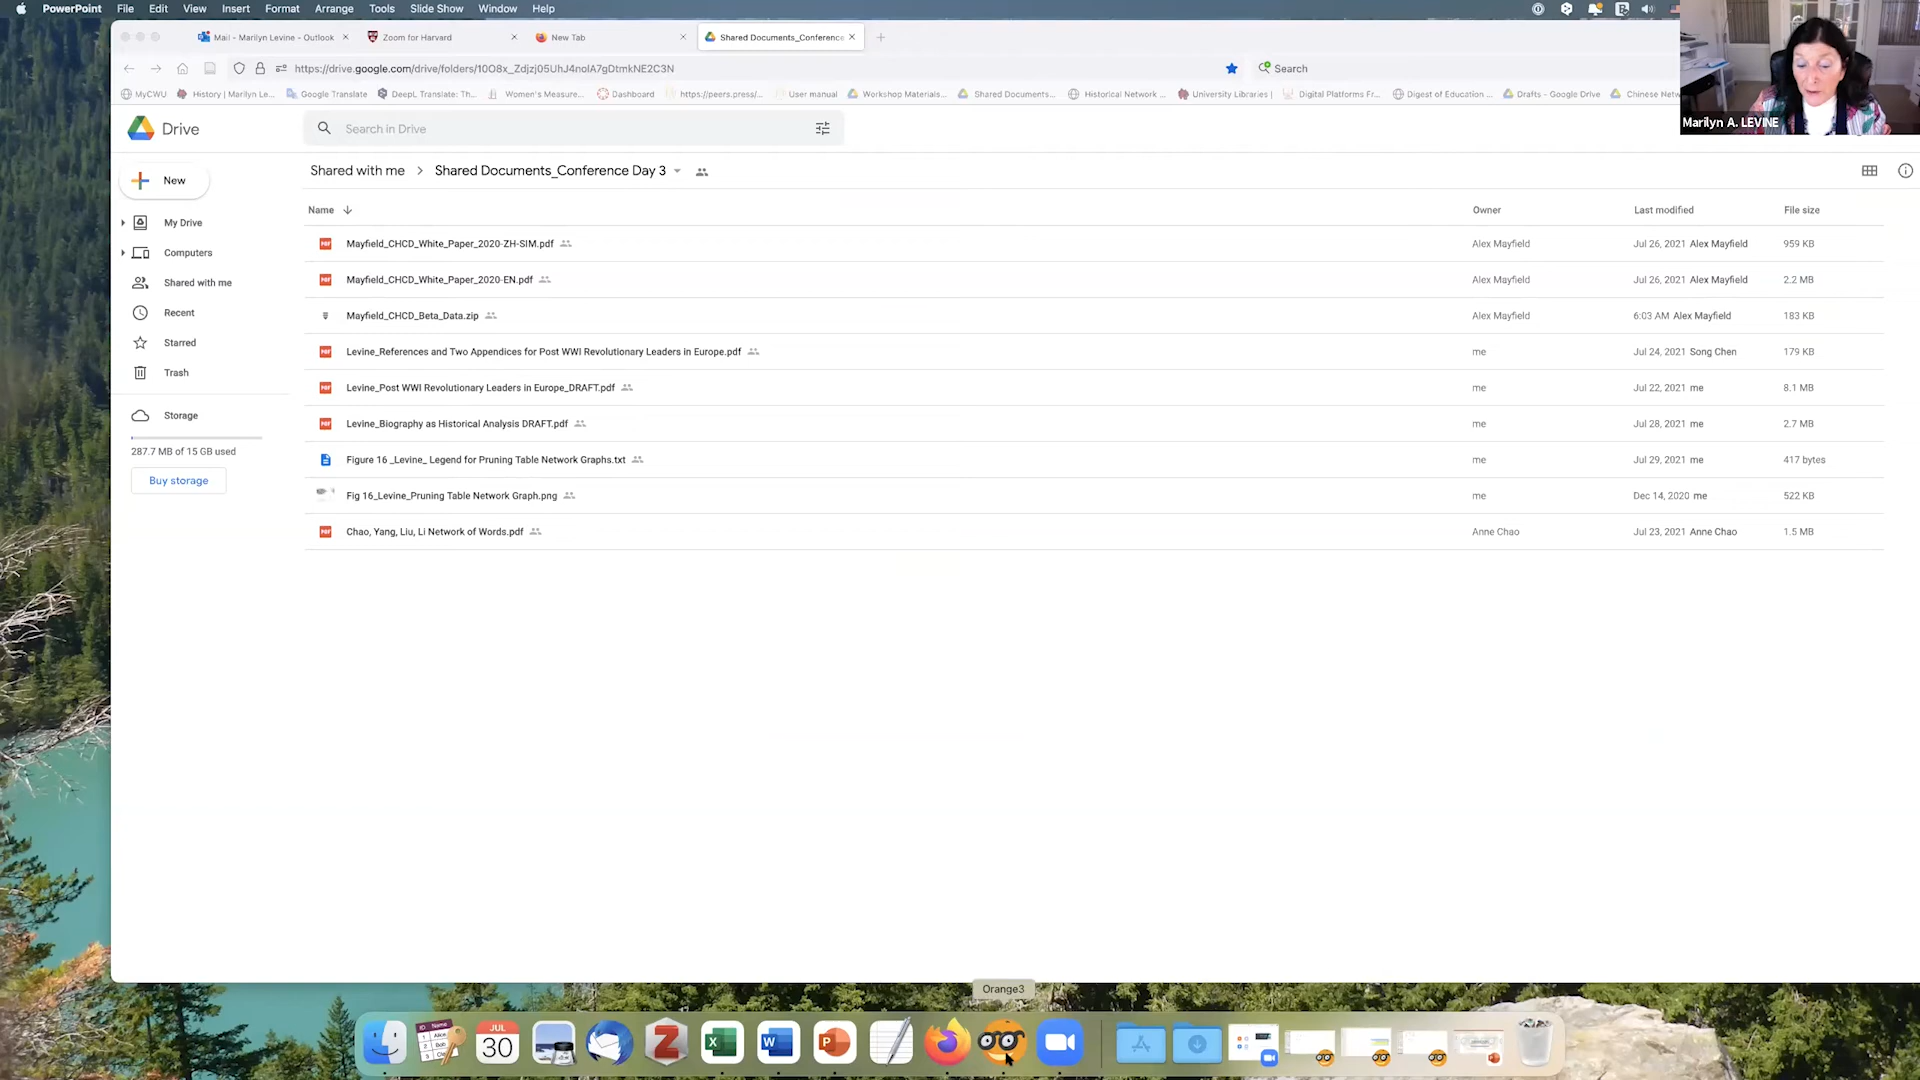 PowerPoint File Edit View Insert Format Arrange Tools Slide Show Window Help
Mail - Marilyn Levine - Outlook
Zoom for Harvard
New Tab
Shared Documents_Conference
https://drive.google.com/drive/folders/10O8x_Zdjzj05UhJ4nolA7gDtmkNE2C3N
Search
MyCWU
History | Marilyn Le...
Google Translate
DeepL Translate: Th...
Women's Measure...
Dashboard
https://peers.press/...
User manual
Workshop Materials...
Shared Documents...
Historical Network ...
University Libraries |
Digital Platforms Fr...
Digest of Education ...
Drafts - Google Drive
Chinese Netw
Marilyn A. LEVINE
Drive
Search in Drive
New
Shared with me > Shared Documents_Conference Day 3
My Drive
Computers
Shared with me
Recent
Starred
Trash
Storage
287.7 MB of 15 GB used
Buy storage
Name Owner Last modified File size
Mayfield_CHCD_White_Paper_2020-ZH-SIM.pdf Alex Mayfield Jul 26, 2021 Alex Mayfield 959 KB
Mayfield_CHCD_White_Paper_2020-EN.pdf Alex Mayfield Jul 26, 2021 Alex Mayfield 2.2 MB
Mayfield_CHCD_Beta_Data.zip Alex Mayfield 6:03 AM Alex Mayfield 183 KB
Levine_References and Two Appendices for Post WWI Revolutionary Leaders in Europe.pdf me Jul 24, 2021 Song Chen 179 KB
Levine_Post WWI Revolutionary Leaders in Europe_DRAFT.pdf me Jul 22, 2021 me 8.1 MB
Levine_Biography as Historical Analysis DRAFT.pdf me Jul 28, 2021 me 2.7 MB
Figure 16 _Levine_ Legend for Pruning Table Network Graphs.txt me Jul 29, 2021 me 417 bytes
Fig 16_Levine_Pruning Table Network Graph.png me Dec 14, 2020 me 522 KB
Chao, Yang, Liu, Li Network of Words.pdf Anne Chao Jul 23, 2021 Anne Chao 1.5 MB
Orange3
JUL
30